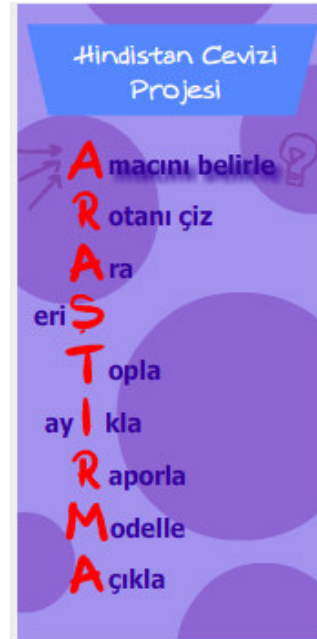 Hindistan Cevizi
Projesi
Amacını belirle
Rotanı çiz
Ara
eriŞ
Topla
ayIkla
Raporla
Modelle
Açıkla